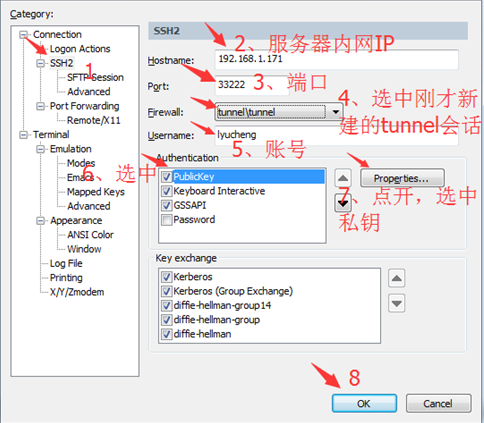 Category:
Connection
Logon Actions
SSH2
SFTP Session
Advanced
Port Forwarding
Remote/X11
Terminal
Emulation
Modes
Emacs
Mapped Keys
Advanced
Appearance
ANSI Color
Window
Log File
Printing
X/Y/Zmodem
1
SSH2
2、服务器内网IP
Hostname:
192.168.1.171
Port:
33222
3、端口
Firewall:
tunnel\tunnel
4、选中刚才新
建的tunnel会话
Username:
lyucheng
5、账号
Authentication
6、选中
PublicKey
Keyboard Interactive
GSSAPI
Password
Properties...
7、点开，选中
私钥
Key exchange
Kerberos
Kerberos (Group Exchange)
diffie-hellman-group14
diffie-hellman-group
diffie-hellman
8
OK
Cancel